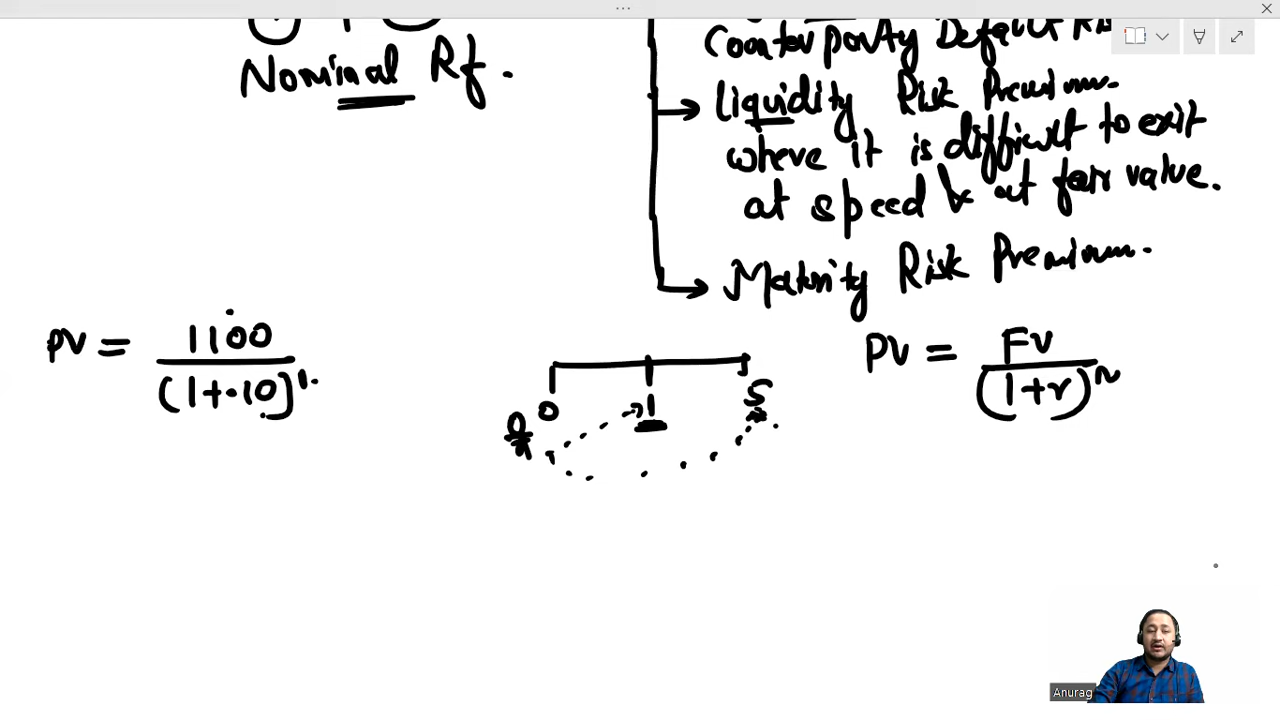 Counterparty Default Ris
Nominal Rf.
→ liquidity Risk Premium.
where it is difficult to exit
at speed & at fair value.
→ Maturity Risk Premium.
PV = 1100 / (1+.10)^1
0 1 5
PV = FV / (1+r)^n
Anurag